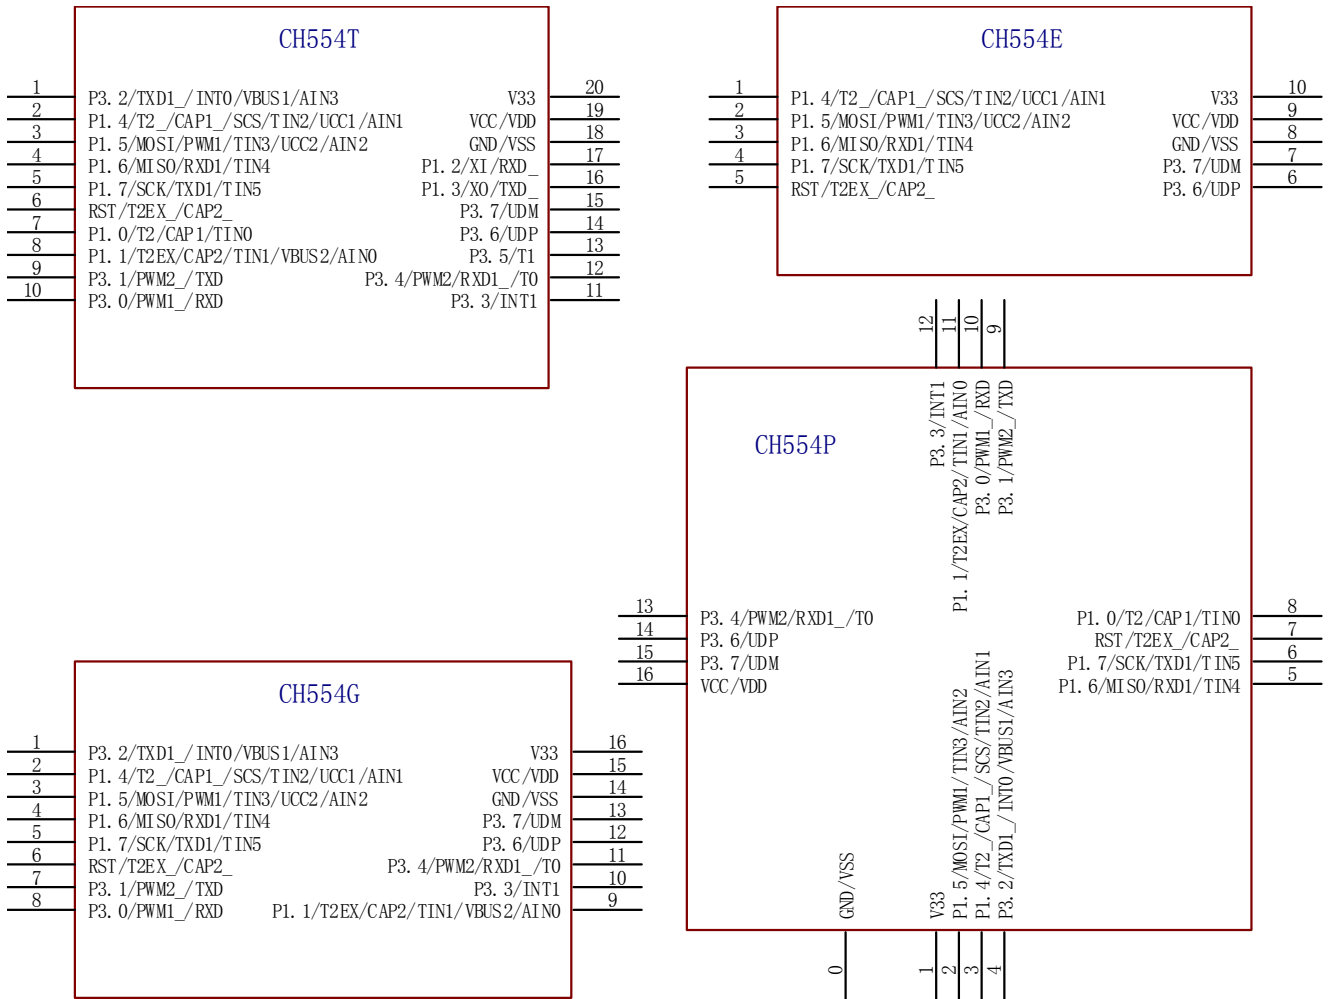 CH554T
1 P3.2/TXD1_/INT0/VBUS1/AIN3 V33 20
2 P1.4/T2_/CAP1_/SCS/TIN2/UCC1/AIN1 VCC/VDD 19
3 P1.5/MOSI/PWM1/TIN3/UCC2/AIN2 GND/VSS 18
4 P1.6/MISO/RXD1/TIN4 P1.2/XI/RXD_ 17
5 P1.7/SCK/TXD1/TIN5 P1.3/XO/TXD_ 16
6 RST/T2EX_/CAP2_ P3.7/UDM 15
7 P1.0/T2/CAP1/TIN0 P3.6/UDP 14
8 P1.1/T2EX/CAP2/TIN1/VBUS2/AIN0 P3.5/T1 13
9 P3.1/PWM2_/TXD P3.4/PWM2/RXD1_/T0 12
10 P3.0/PWM1_/RXD P3.3/INT1 11
CH554E
1 P1.4/T2_/CAP1_/SCS/TIN2/UCC1/AIN1 V33 10
2 P1.5/MOSI/PWM1/TIN3/UCC2/AIN2 VCC/VDD 9
3 P1.6/MISO/RXD1/TIN4 GND/VSS 8
4 P1.7/SCK/TXD1/TIN5 P3.7/UDM 7
5 RST/T2EX_/CAP2_ P3.6/UDP 6
CH554G
1 P3.2/TXD1_/INT0/VBUS1/AIN3 V33 16
2 P1.4/T2_/CAP1_/SCS/TIN2/UCC1/AIN1 VCC/VDD 15
3 P1.5/MOSI/PWM1/TIN3/UCC2/AIN2 GND/VSS 14
4 P1.6/MISO/RXD1/TIN4 P3.7/UDM 13
5 P1.7/SCK/TXD1/TIN5 P3.6/UDP 12
6 RST/T2EX_/CAP2_ P3.4/PWM2/RXD1_/T0 11
7 P3.1/PWM2_/TXD P3.3/INT1 10
8 P3.0/PWM1_/RXD P1.1/T2EX/CAP2/TIN1/VBUS2/AIN0 9
CH554P
12 P3.3/INT1
11 P1.1/T2EX/CAP2/TIN1/AIN0
10 P3.0/PWM1_/RXD
9 P3.1/PWM2_/TXD
13 P3.4/PWM2/RXD1_/T0 P1.0/T2/CAP1/TIN0 8
14 P3.6/UDP RST/T2EX_/CAP2_ 7
15 P3.7/UDM P1.7/SCK/TXD1/TIN5 6
16 VCC/VDD P1.6/MISO/RXD1/TIN4 5
0 GND/VSS
1 V33
2 P1.5/MOSI/PWM1/TIN3/AIN2
3 P1.4/T2_/CAP1_/SCS/TIN2/AIN1
4 P3.2/TXD1_/INT0/VBUS1/AIN3